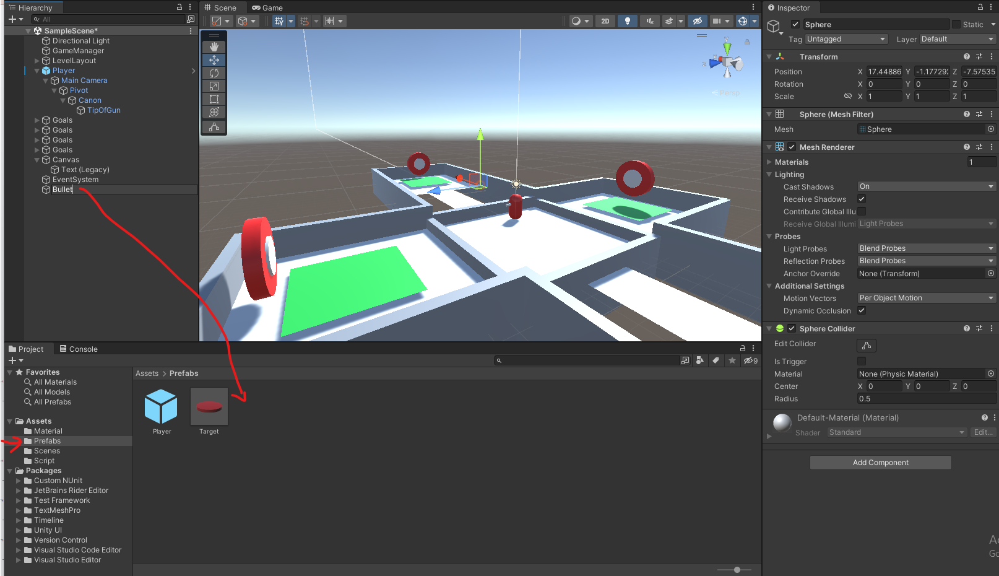 Hierarchy
All
SampleScene*
Directional Light
GameManager
LevelLayout
Player
Main Camera
Pivot
Canon
TipOfGun
Goals
Goals
Goals
Goals
Canvas
Text (Legacy)
EventSystem
Bullet
Scene
Game
2D
y
x
z
Persp
Inspector
Sphere
Static
Tag Untagged
Layer Default
Transform
Position X 17.44886 Y -1.177292 Z -7.57535
Rotation X 0 Y 0 Z 0
Scale X 1 Y 1 Z 1
Sphere (Mesh Filter)
Mesh Sphere
Mesh Renderer
Materials 1
Lighting
Cast Shadows On
Receive Shadows
Contribute Global Illu
Receive Global Illumi Light Probes
Probes
Light Probes Blend Probes
Reflection Probes Blend Probes
Anchor Override None (Transform)
Additional Settings
Motion Vectors Per Object Motion
Dynamic Occlusion
Sphere Collider
Edit Collider
Is Trigger
Material None (Physic Material)
Center X 0 Y 0 Z 0
Radius 0.5
Default-Material (Material)
Shader Standard Edit...
Add Component
Project
Console
9
Favorites
All Materials
All Models
All Prefabs
Assets
Material
Prefabs
Scenes
Script
Packages
Custom NUnit
JetBrains Rider Editor
Test Framework
TextMeshPro
Timeline
Unity UI
Version Control
Visual Studio Code Editor
Visual Studio Editor
Assets > Prefabs
Player
Target
Go